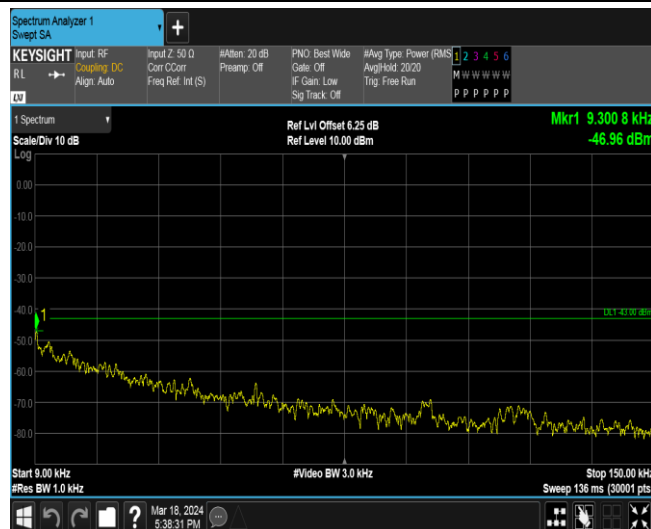 Spectrum Analyzer 1
Swept SA
+
KEYSIGHT
RL
LXI
Input: RF
Coupling: DC
Align: Auto
Input Z: 50 Ω
Corr CCorr
Freq Ref: Int (S)
#Atten: 20 dB
Preamp: Off
PNO: Best Wide
Gate: Off
IF Gain: Low
Sig Track: Off
#Avg Type: Power (RMS
Avg|Hold: 20/20
Trig: Free Run
1 2 3 4 5 6
M W W W W W
P P P P P P
1 Spectrum
Scale/Div 10 dB
Log
Ref Lvl Offset 6.25 dB
Ref Level 10.00 dBm
Mkr1 9.300 8 kHz
-46.96 dBm
0.00
-10.0
-20.0
-30.0
-40.0
1
DL1 -43.00 dBm
-50.0
-60.0
-70.0
-80.0
Start 9.00 kHz
#Video BW 3.0 kHz
Stop 150.00 kHz
#Res BW 1.0 kHz
Sweep 136 ms (30001 pts)
?
Mar 18, 2024
5:38:31 PM